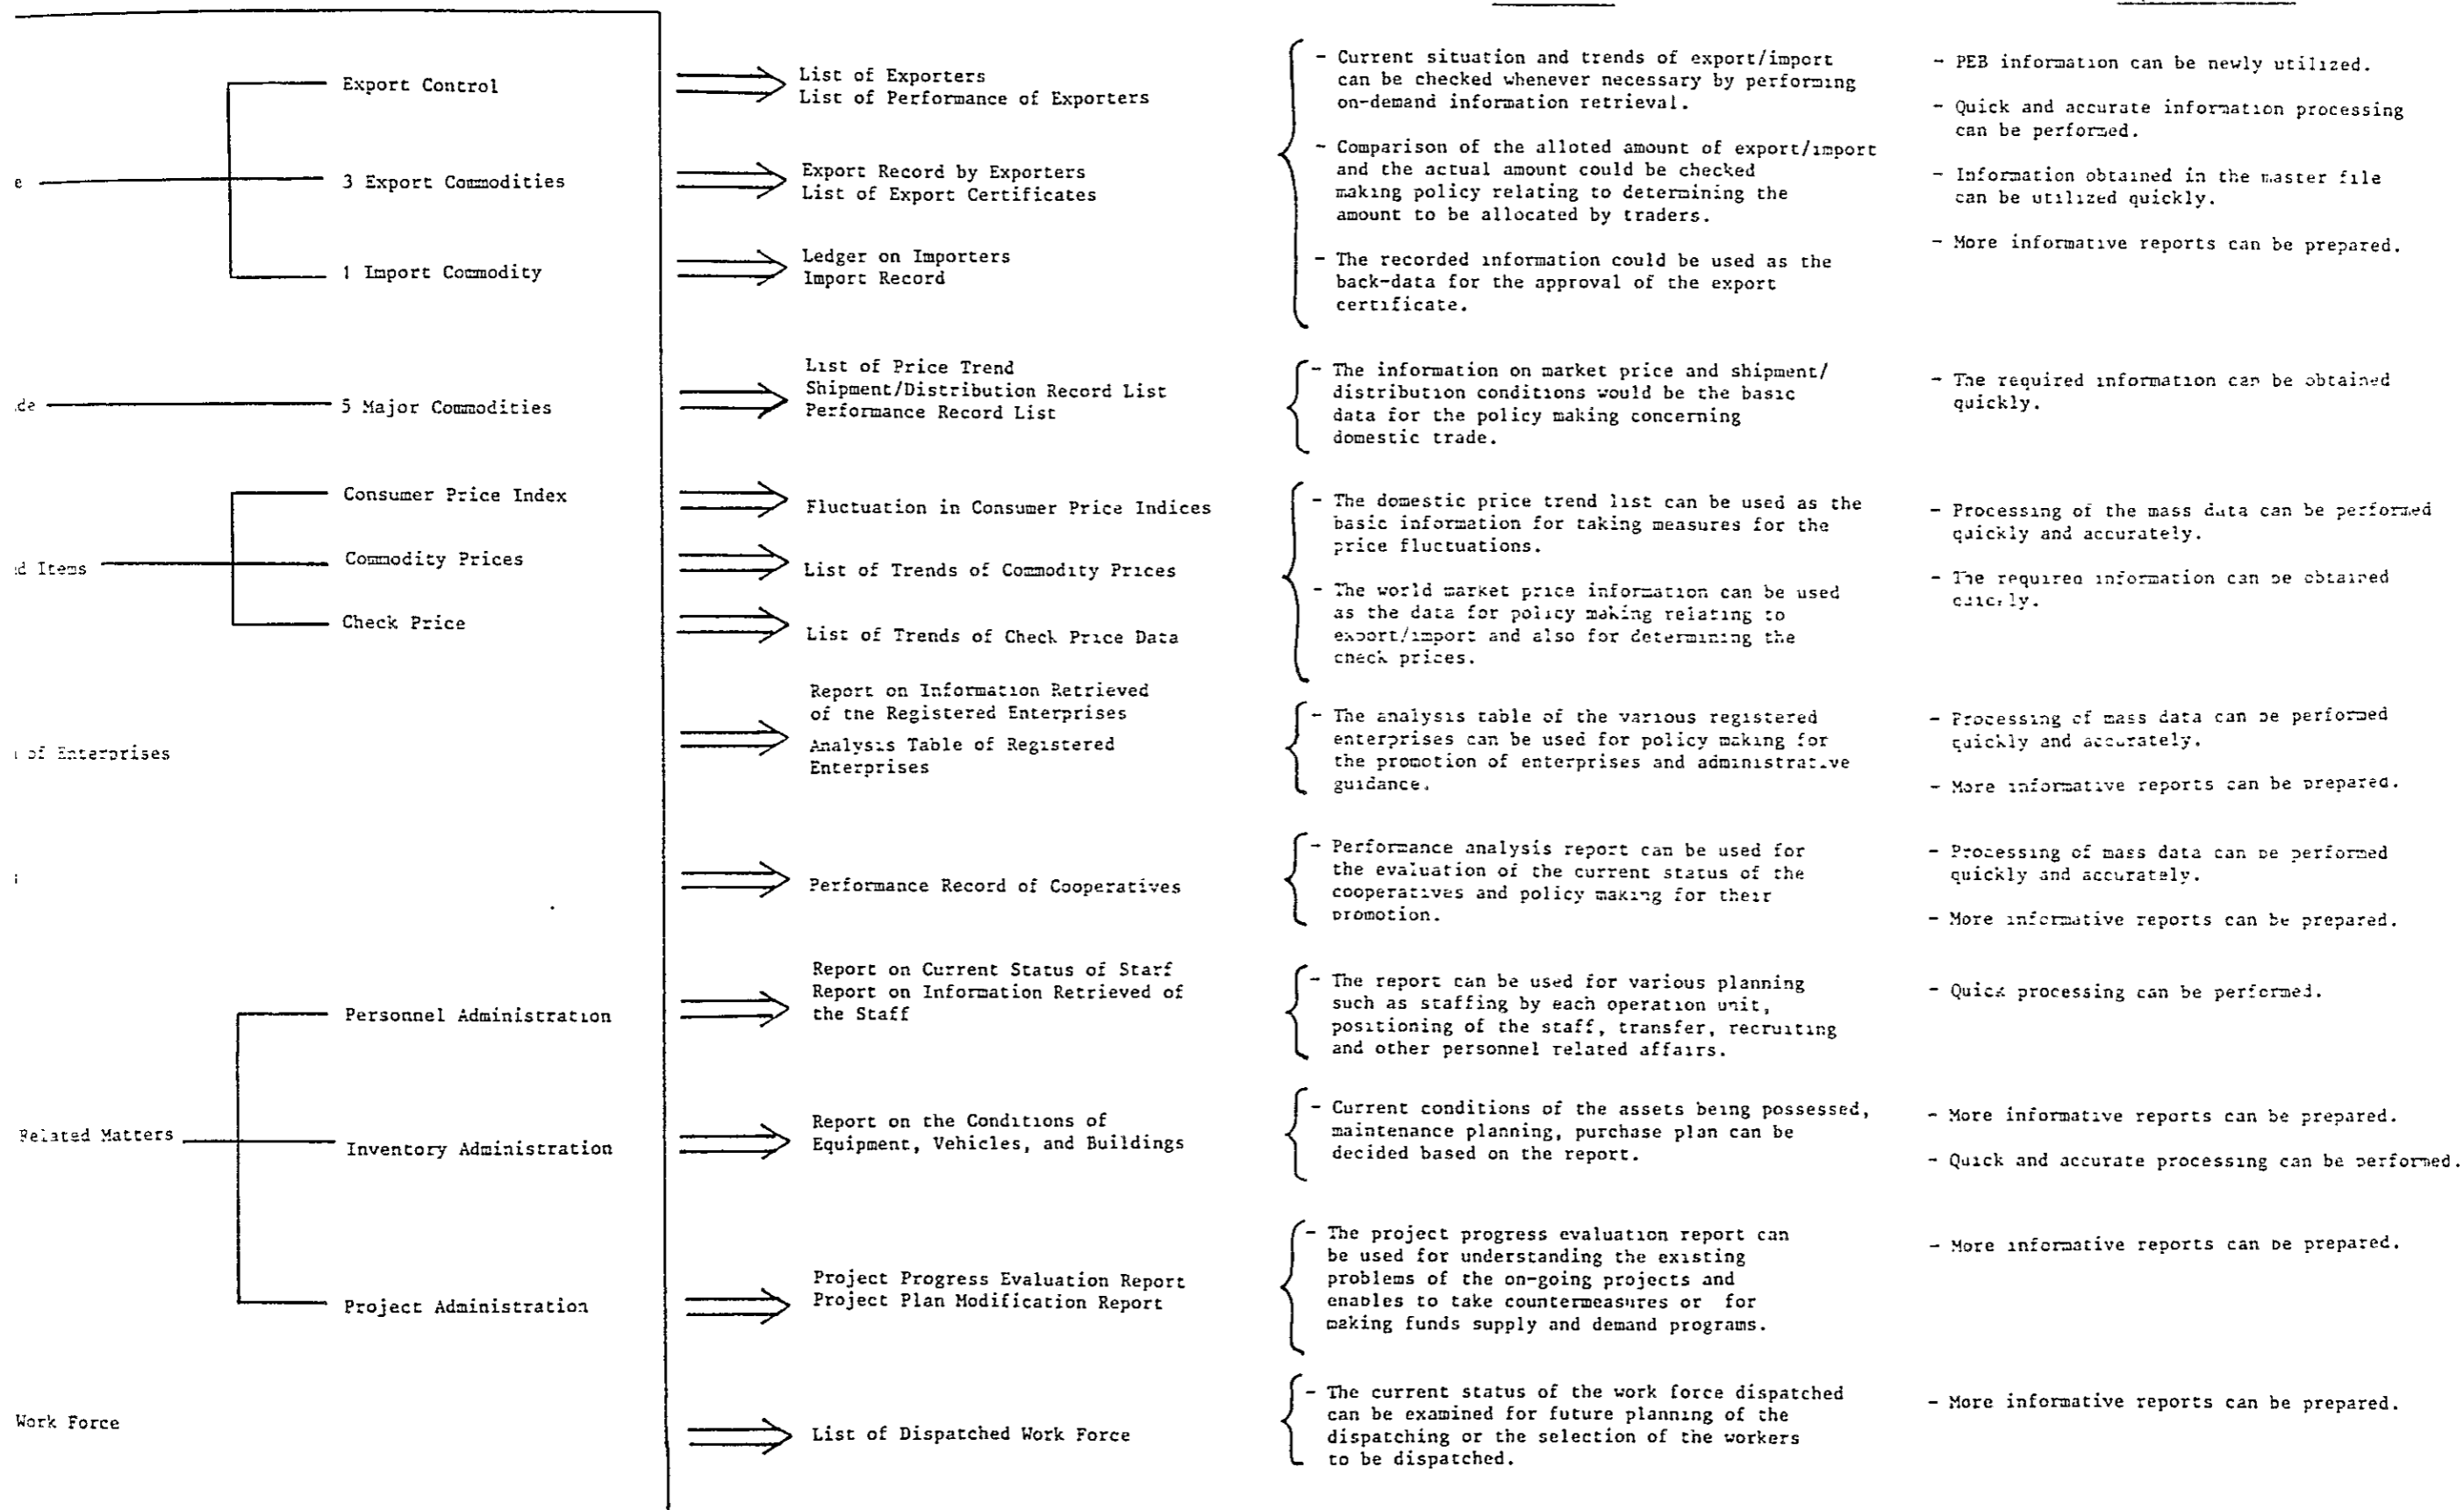 e
Export Control
3 Export Commodities
1 Import Commodity
List of Exporters
List of Performance of Exporters
Export Record by Exporters
List of Export Certificates
Ledger on Importers
Import Record
- Current situation and trends of export/import
can be checked whenever necessary by performing
on-demand information retrieval.
- Comparison of the alloted amount of export/import
and the actual amount could be checked
making policy relating to determining the
amount to be allocated by traders.
- The recorded information could be used as the
back-data for the approval of the export
certificate.
- PEB information can be newly utilized.
- Quick and accurate information processing
can be performed.
- Information obtained in the master file
can be utilized quickly.
- More informative reports can be prepared.
de
5 Major Commodities
List of Price Trend
Shipment/Distribution Record List
Performance Record List
- The information on market price and shipment/
distribution conditions would be the basic
data for the policy making concerning
domestic trade.
- The required information can be obtained
quickly.
d Items
Consumer Price Index
Commodity Prices
Check Price
Fluctuation in Consumer Price Indices
List of Trends of Commodity Prices
List of Trends of Check Price Data
- The domestic price trend list can be used as the
basic information for taking measures for the
price fluctuations.
- The world market price information can be used
as the data for policy making relating to
export/import and also for determining the
check prices.
- Processing of the mass data can be performed
quickly and accurately.
- The required information can be obtained
quickly.
of Enterprises
Report on Information Retrieved
of the Registered Enterprises
Analysis Table of Registered
Enterprises
- The analysis table of the various registered
enterprises can be used for policy making for
the promotion of enterprises and administrative
guidance.
- Processing of mass data can be performed
quickly and accurately.
- More informative reports can be prepared.
Performance Record of Cooperatives
- Performance analysis report can be used for
the evaluation of the current status of the
cooperatives and policy making for their
promotion.
- Processing of mass data can be performed
quickly and accurately.
- More informative reports can be prepared.
Related Matters
Personnel Administration
Report on Current Status of Starf
Report on Information Retrieved of
the Staff
- The report can be used for various planning
such as staffing by each operation unit,
positioning of the staff, transfer, recruiting
and other personnel related affairs.
- Quick processing can be performed.
Inventory Administration
Report on the Conditions of
Equipment, Vehicles, and Buildings
- Current conditions of the assets being possessed,
maintenance planning, purchase plan can be
decided based on the report.
- More informative reports can be prepared.
- Quick and accurate processing can be performed.
Project Administration
Project Progress Evaluation Report
Project Plan Modification Report
- The project progress evaluation report can
be used for understanding the existing
problems of the on-going projects and
enables to take countermeasures or for
making funds supply and demand programs.
- More informative reports can be prepared.
Work Force
List of Dispatched Work Force
- The current status of the work force dispatched
can be examined for future planning of the
dispatching or the selection of the workers
to be dispatched.
- More informative reports can be prepared.